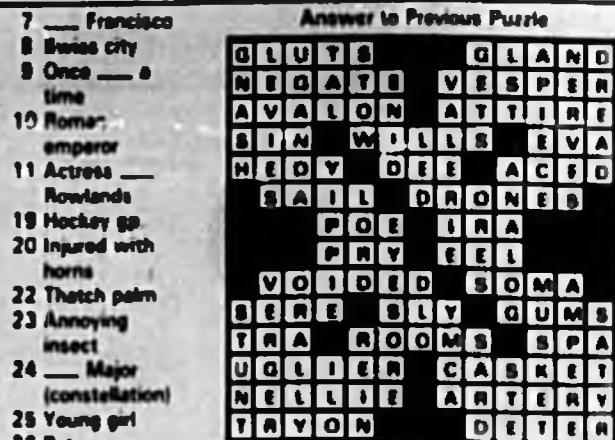 7 ___ Francisco
8 Swiss city
9 Once ___ a
time
10 Roman
emperor
11 Actress ___
Rowlands
19 Hockey gp.
20 Injured with
horns
22 Thatch palm
23 Annoying
insect
24 ___ Major
(constellation)
25 Young girl
Answer to Previous Puzzle
GLUTS GLAND
NEGATE VESPER
AVALON ATTIRE
SIN WILLS EVA
HEDY DEE ACED
SAIL DRONES
POE IRA
PRY EEL
VOIDED SOMA
SERE SLY GUMS
TRA ROOMS SPA
UGLIER CASKET
NELLIE ARTERY
TRYON DETER